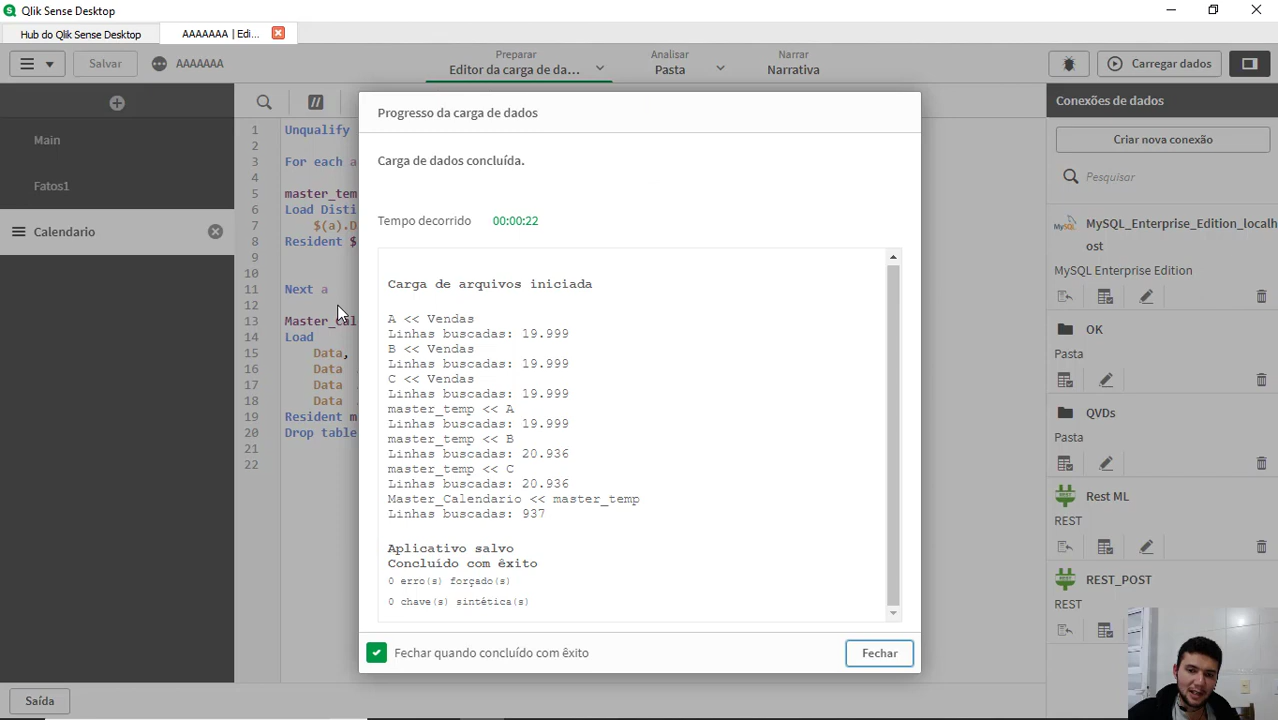 Qlik Sense Desktop
Hub do Qlik Sense Desktop
AAAAAAA | Edi...
Salvar
AAAAAAA
Preparar
Editor da carga de da...
Analisar
Pasta
Narrar
Narrativa
Carregar dados
Main
Fatos1
Calendario
1 Unqualify
2
3 For each a
4
5 master_tem
6 Load Disti
7 $(a).D
8 Resident $
9
10
11 Next a
12
13 Master_cal
14 Load
15 Data,
16 Data
17 Data
18 Data
19 Resident m
20 Drop table
21
22
Progresso da carga de dados
Carga de dados concluída.
Tempo decorrido 00:00:22
Carga de arquivos iniciada
A << Vendas
Linhas buscadas: 19.999
B << Vendas
Linhas buscadas: 19.999
C << Vendas
Linhas buscadas: 19.999
master_temp << A
Linhas buscadas: 19.999
master_temp << B
Linhas buscadas: 20.936
master_temp << C
Linhas buscadas: 20.936
Master_Calendario << master_temp
Linhas buscadas: 937
Aplicativo salvo
Concluído com êxito
0 erro(s) forçado(s)
0 chave(s) sintética(s)
Fechar quando concluído com êxito
Fechar
Conexões de dados
Criar nova conexão
Pesquisar
MySQL_Enterprise_Edition_localh
ost
MySQL Enterprise Edition
OK
Pasta
QVDs
Pasta
Rest ML
REST
REST_POST
REST
Saída